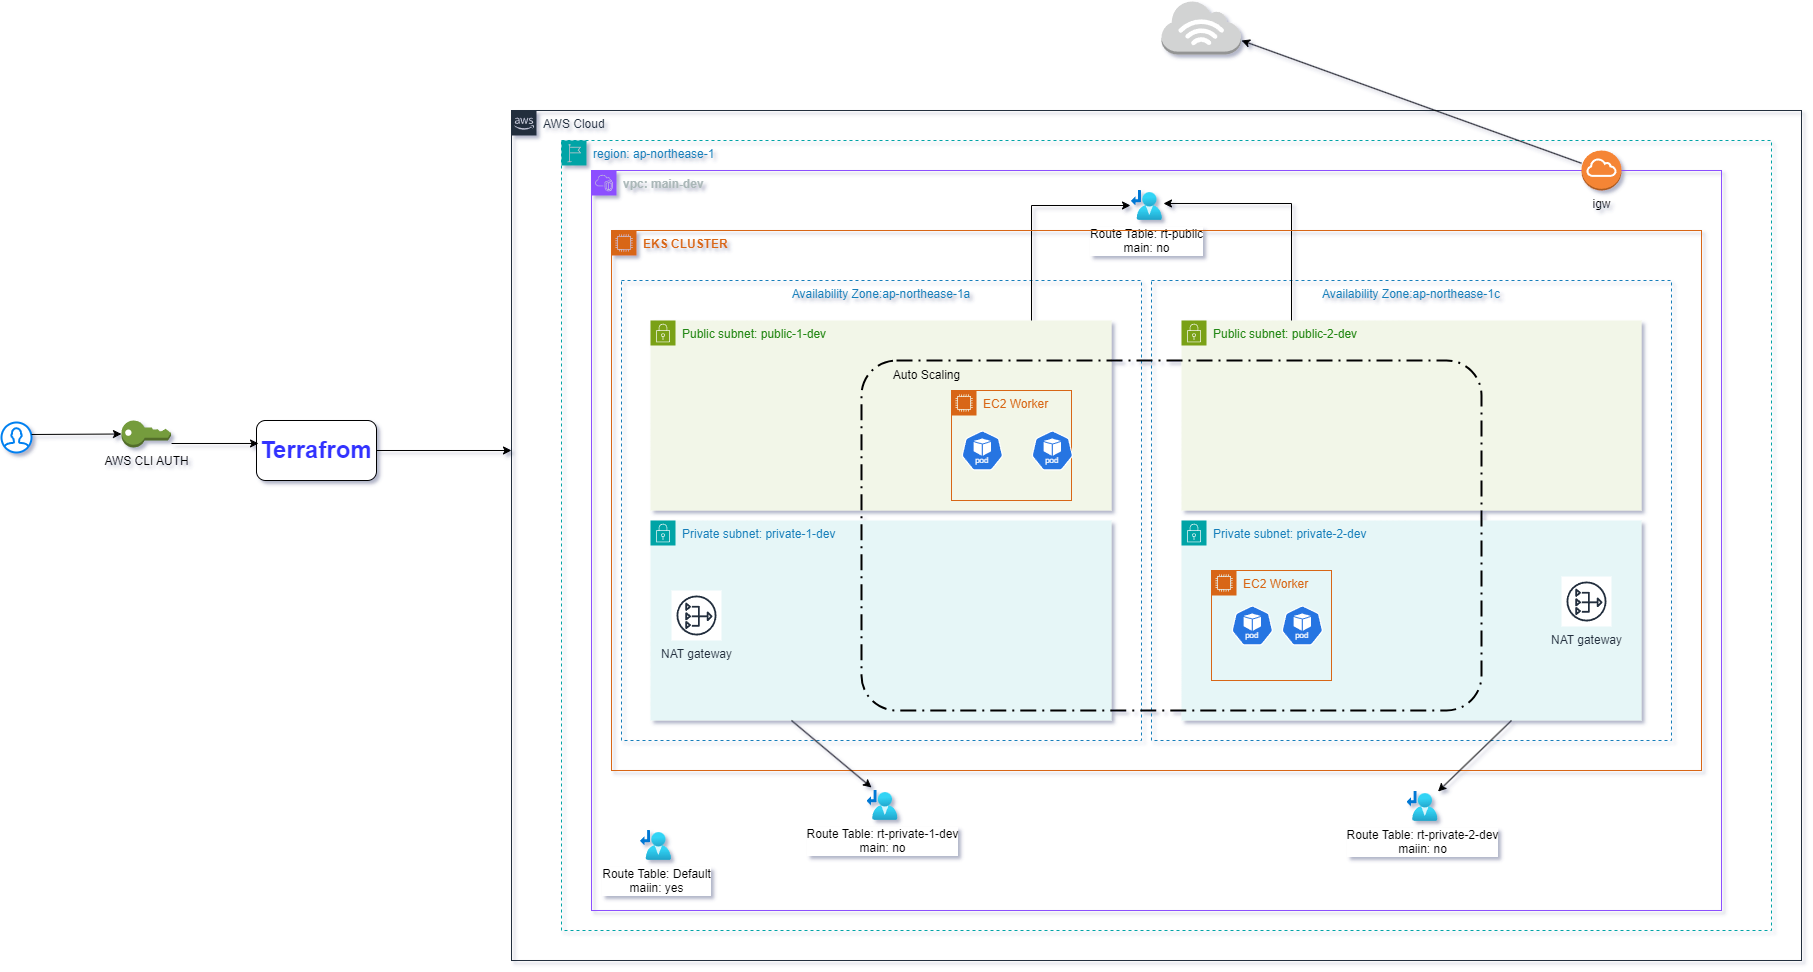 aws
AWS Cloud
region: ap-northease-1
vpc: main-dev
igw
Route Table: rt-public
main: no
EKS CLUSTER
Availability Zone:ap-northease-1a
Availability Zone:ap-northease-1c
Public subnet: public-1-dev
Public subnet: public-2-dev
Auto Scaling
EC2 Worker
pod
pod
AWS CLI AUTH
Terrafrom
Private subnet: private-1-dev
Private subnet: private-2-dev
EC2 Worker
pod
pod
NAT gateway
NAT gateway
Route Table: rt-private-1-dev
main: no
Route Table: rt-private-2-dev
maiin: no
Route Table: Default
maiin: yes